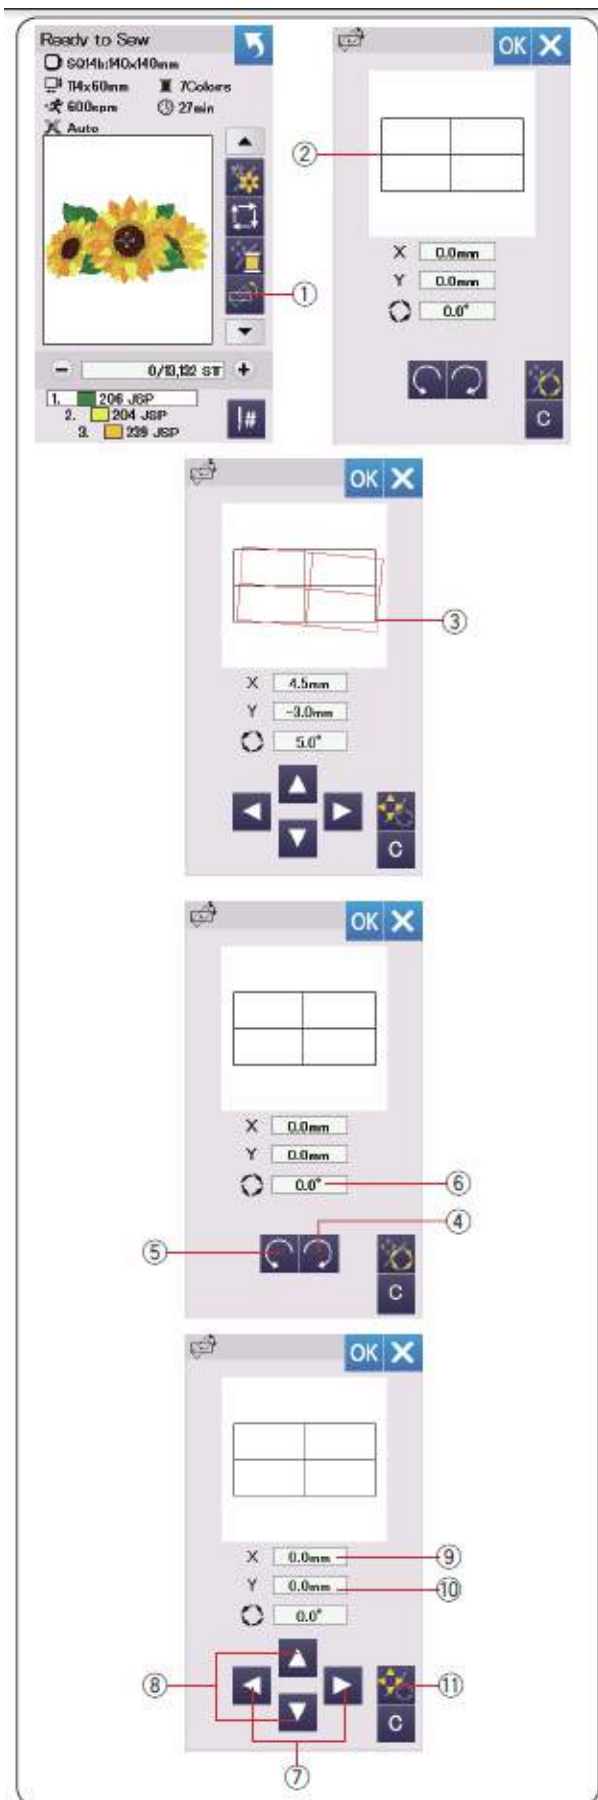 Ready to Sew
SQ14b:140x140mm
114x60mm 7Colors
600spm 27min
Auto
①
0/13,132 ST
1. 206 JSP
2. 204 JSP
3. 239 JSP
#
OK
②
X 0.0mm
Y 0.0mm
0.0°
C
OK
③
X 4.5mm
Y -3.0mm
5.0°
C
OK
X 0.0mm
Y 0.0mm
0.0° ⑥
④
⑤
C
OK
X 0.0mm ⑨
Y 0.0mm ⑩
0.0°
⑧
⑪
C
⑦